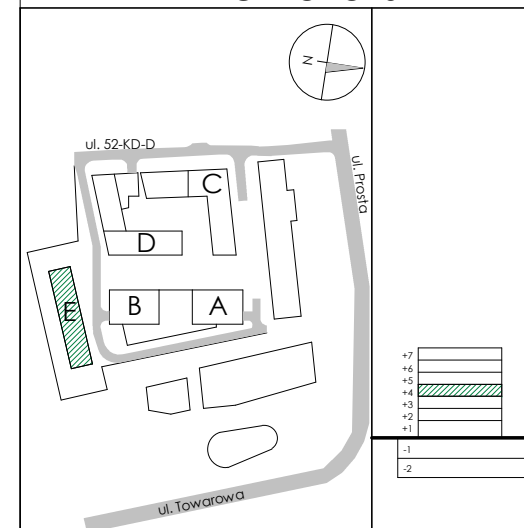 N
ul. 52-KD-D
ul. Prosta
C
D
E
B
A
ul. Towarowa
+7
+6
+5
+4
+3
+2
+1
-1
-2